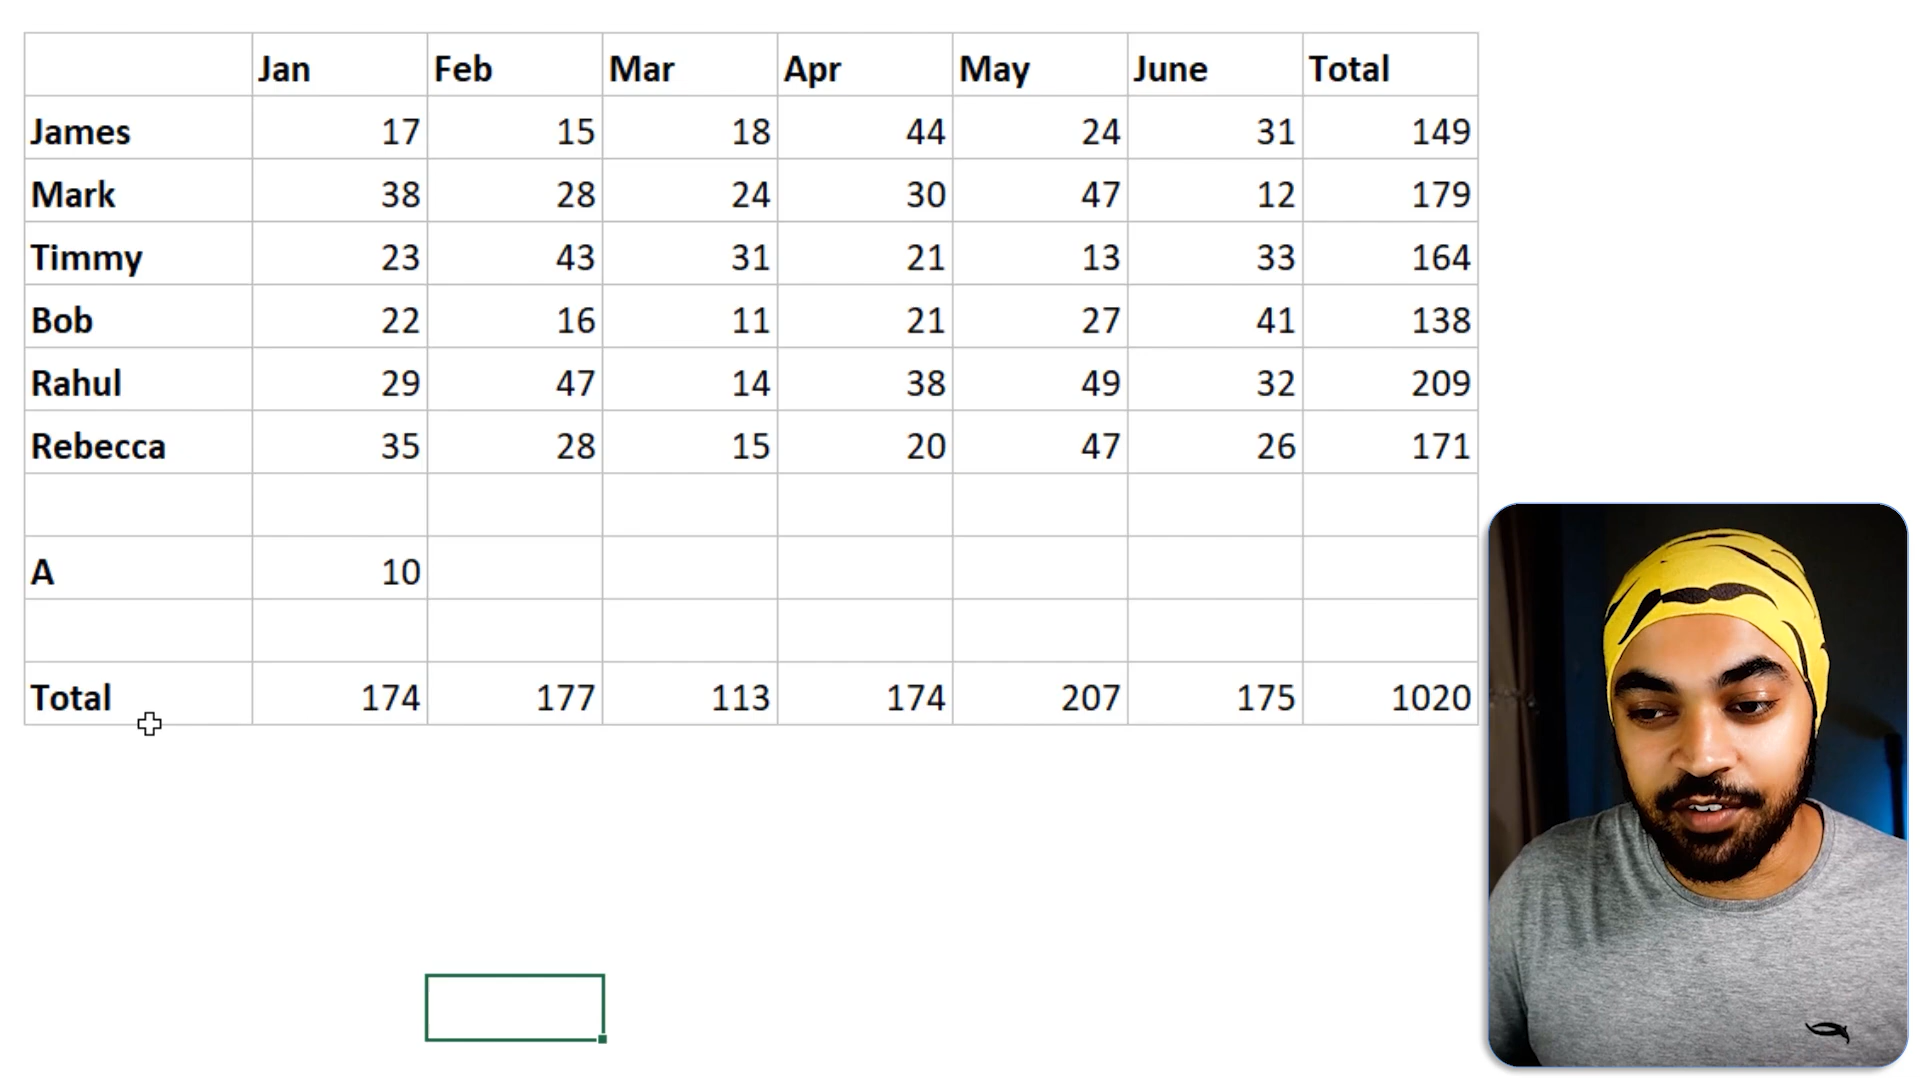 Jan Feb Mar Apr May June Total
James 17 15 18 44 24 31 149
Mark 38 28 24 30 47 12 179
Timmy 23 43 31 21 13 33 164
Bob 22 16 11 21 27 41 138
Rahul 29 47 14 38 49 32 209
Rebecca 35 28 15 20 47 26 171
A 10
Total 174 177 113 174 207 175 1020